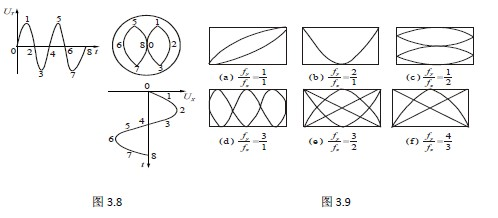 U_y
1
5
0
2
4
6
8
t
3
7
5
1
6
8
0
2
7
3
0
U_x
1
2
5
4
3
6
7
8
t
(a) f_y/f_x=1/1
(b) f_y/f_x=2/1
(c) f_y/f_x=1/2
(d) f_y/f_x=3/1
(e) f_y/f_x=3/2
(f) f_y/f_x=4/3
图 3.8
图 3.9